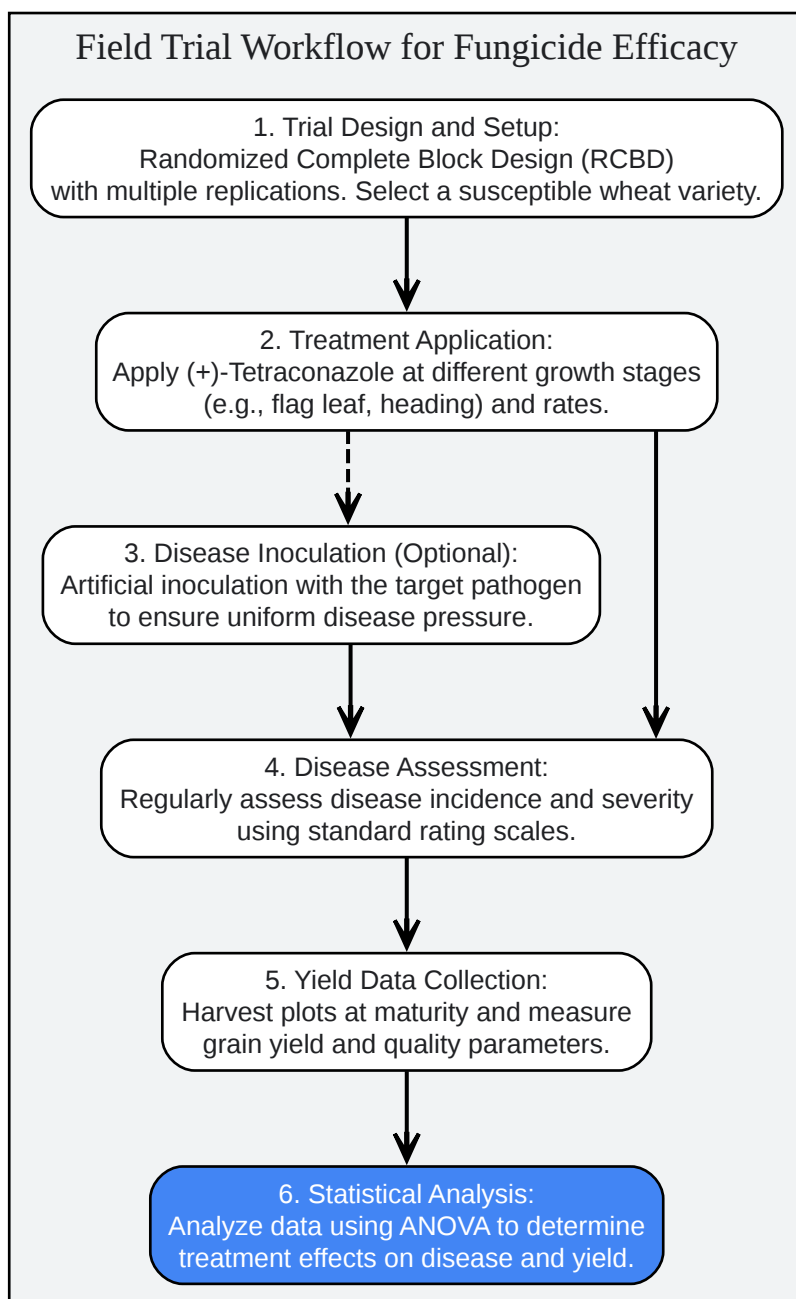 Field Trial Workflow for Fungicide Efficacy
1. Trial Design and Setup:
Randomized Complete Block Design (RCBD)
with multiple replications. Select a susceptible wheat variety.
2. Treatment Application:
Apply (+)-Tetraconazole at different growth stages
(e.g., flag leaf, heading) and rates.
3. Disease Inoculation (Optional):
Artificial inoculation with the target pathogen
to ensure uniform disease pressure.
4. Disease Assessment:
Regularly assess disease incidence and severity
using standard rating scales.
5. Yield Data Collection:
Harvest plots at maturity and measure
grain yield and quality parameters.
6. Statistical Analysis:
Analyze data using ANOVA to determine
treatment effects on disease and yield.